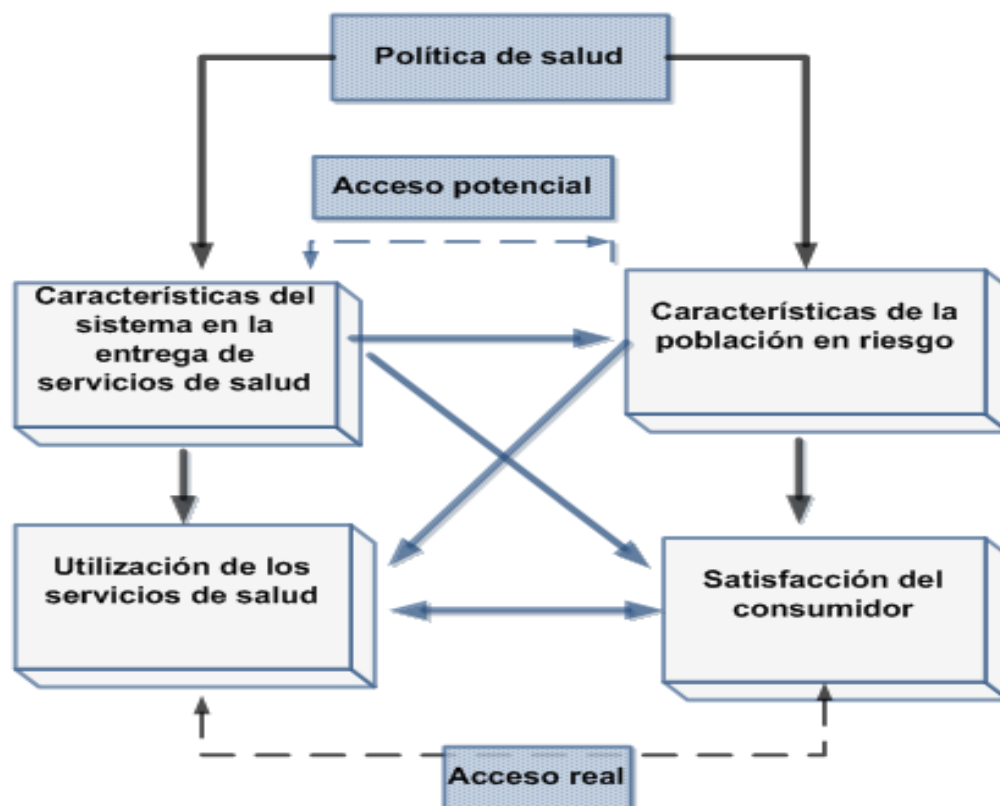 Política de salud
Acceso potencial
Características del
sistema en la
entrega de
servicios de salud
Características de la
población en riesgo
Utilización de los
servicios de salud
Satisfacción del
consumidor
Acceso real